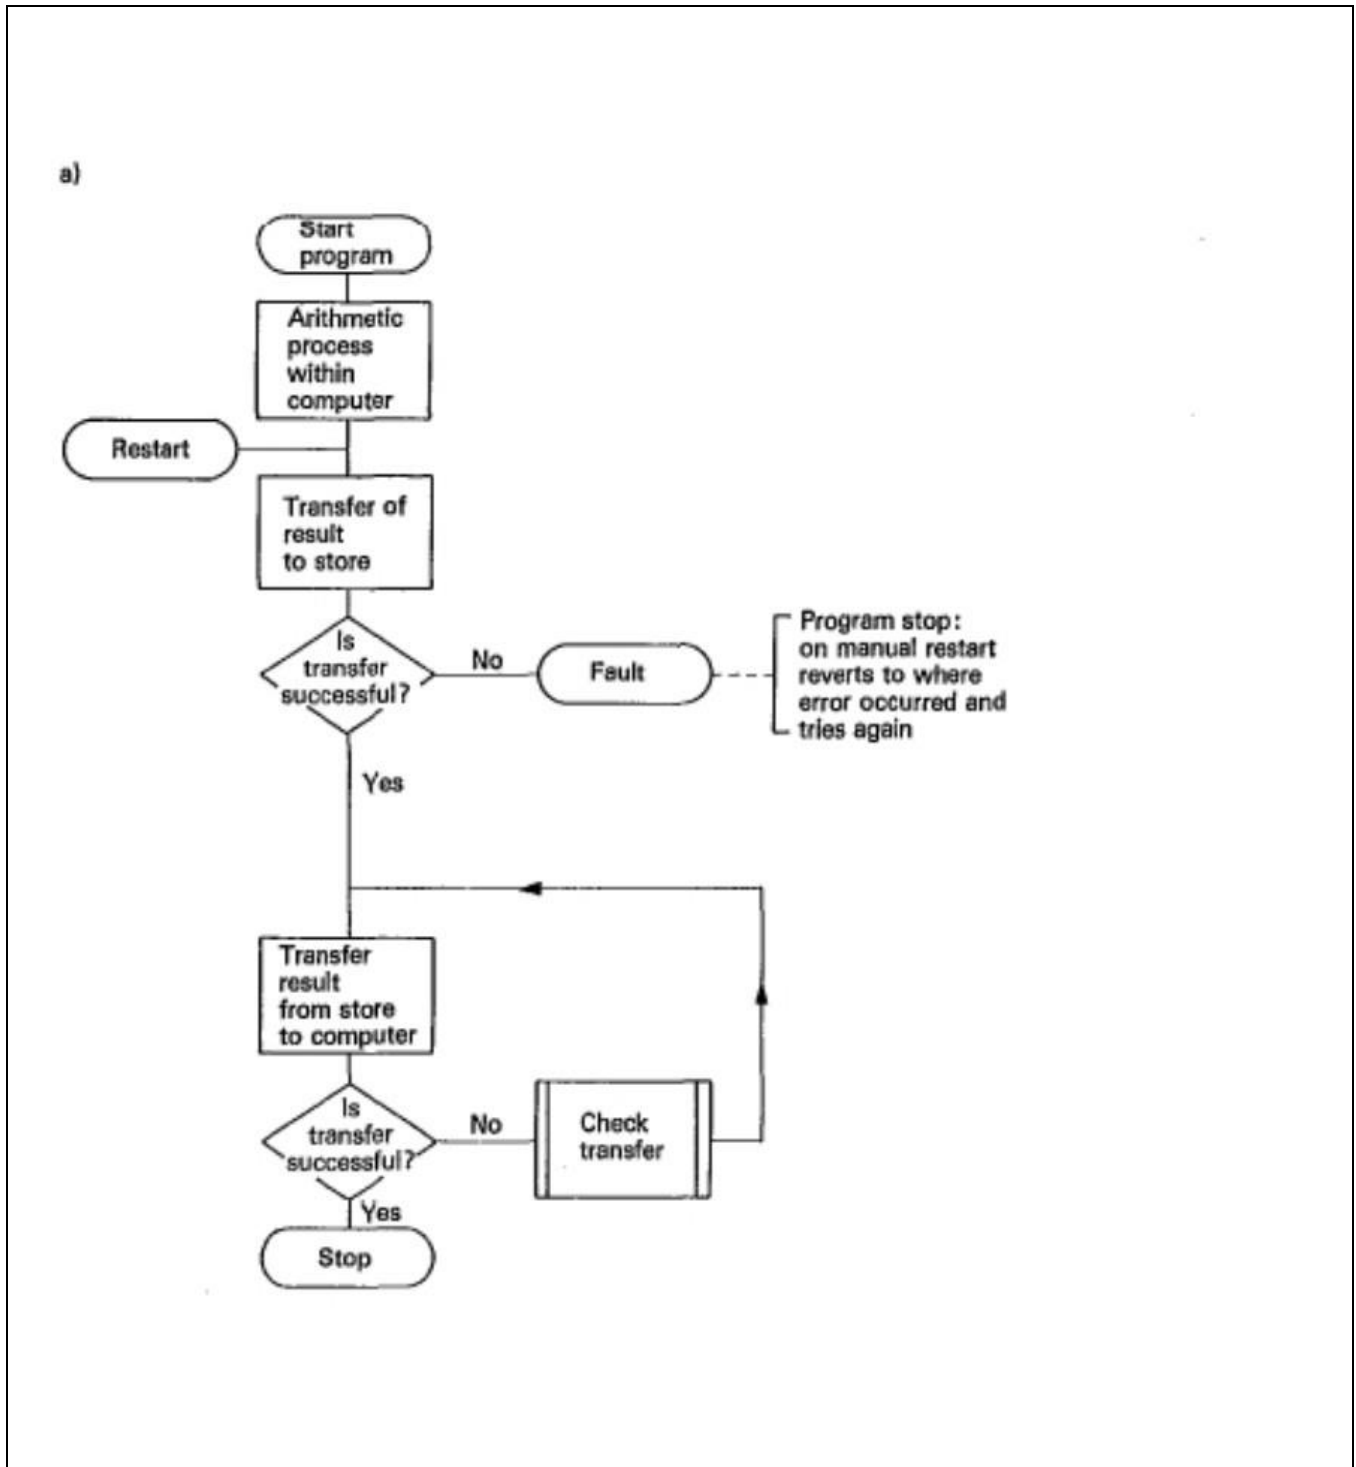 a)
Start
program
Arithmetic
process
within
computer
Restart
Transfer of
result
to store
Is
transfer
successful?
No
Fault
Program stop:
on manual restart
reverts to where
error occurred and
tries again
Yes
Transfer
result
from store
to computer
Is
transfer
successful?
No
Check
transfer
Yes
Stop